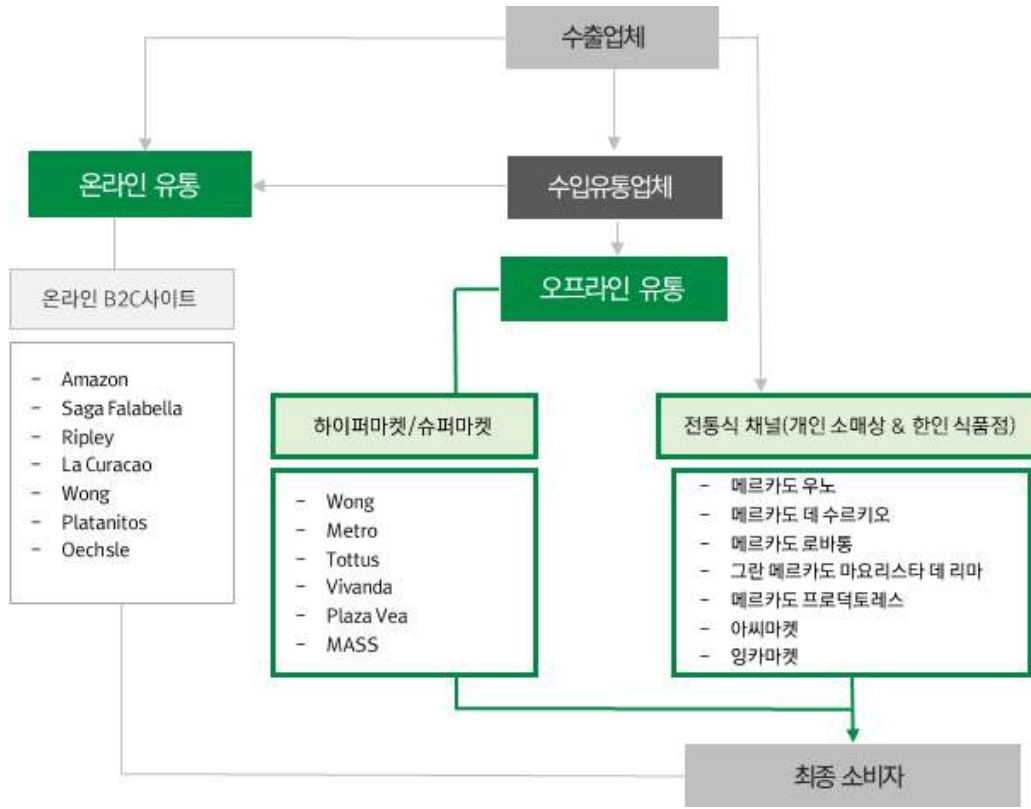 수출업체
온라인 유통
수입유통업체
오프라인 유통
온라인 B2C사이트
- Amazon
- Saga Falabella
- Ripley
- La Curacao
- Wong
- Platanitos
- Oechsle
하이퍼마켓/슈퍼마켓
- Wong
- Metro
- Tottus
- Vivanda
- Plaza Vea
- MASS
전통식 채널(개인 소매상 & 한인 식품점)
- 메르카도 우노
- 메르카도 데 수르키오
- 메르카도 로바통
- 그란 메르카도 마요리스타 데 리마
- 메르카도 프로덕토레스
- 아씨마켓
- 잉카마켓
최종 소비자